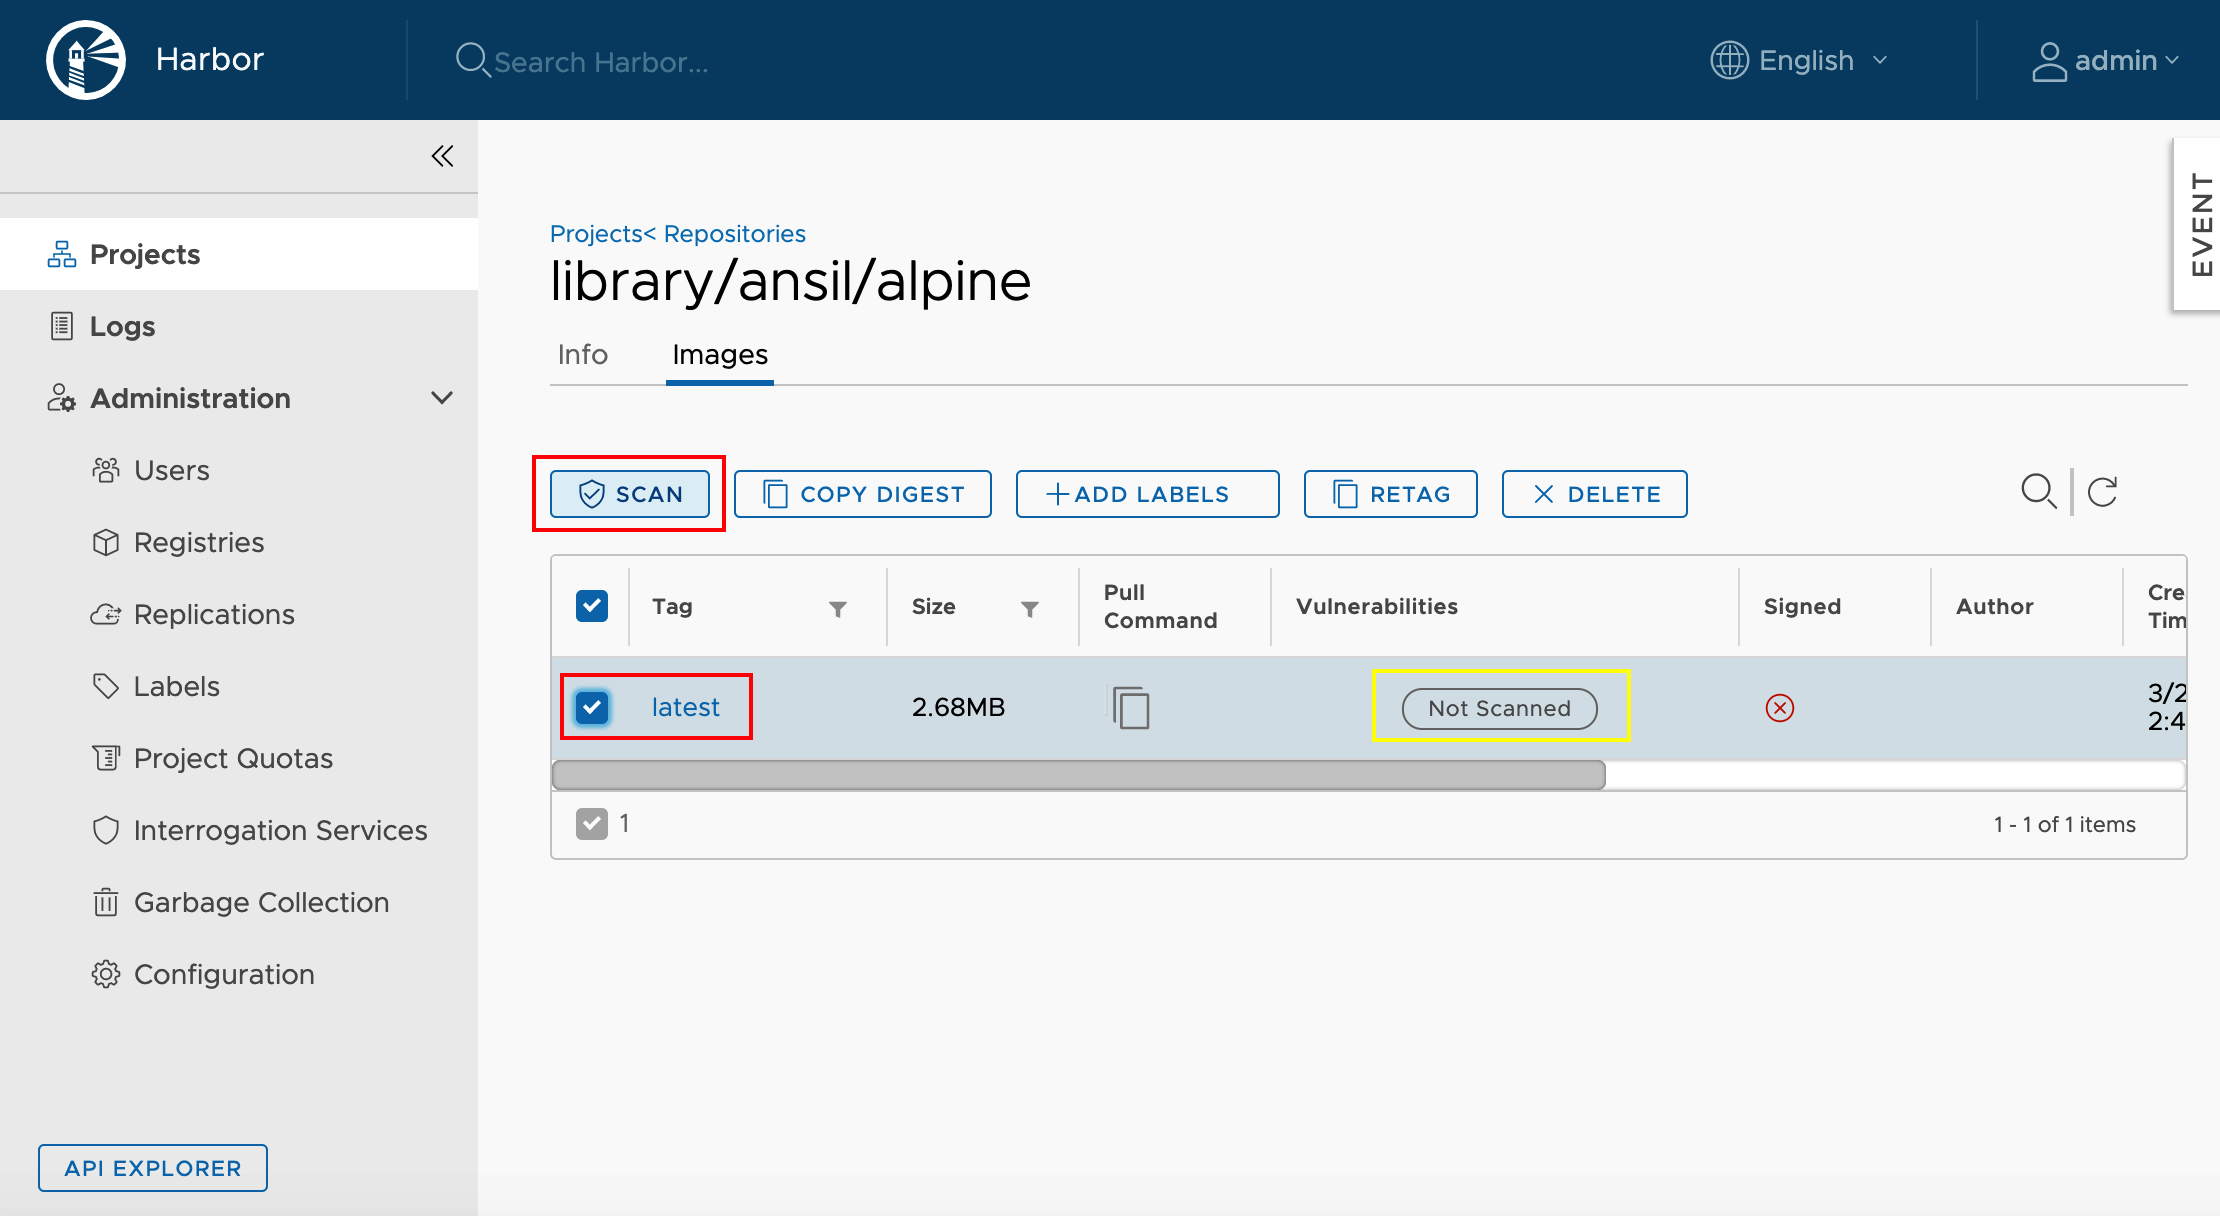 Harbor
Search Harbor...
English
admin
EVENT
Projects
Logs
Administration
Users
Registries
Replications
Labels
Project Quotas
Interrogation Services
Garbage Collection
Configuration
API EXPLORER
Projects< Repositories
library/ansil/alpine
Info Images
SCAN COPY DIGEST +ADD LABELS RETAG DELETE
Tag Size Pull Command Vulnerabilities Signed Author Cre Tim
latest 2.68MB Not Scanned 3/2 2:4
1 1 - 1 of 1 items